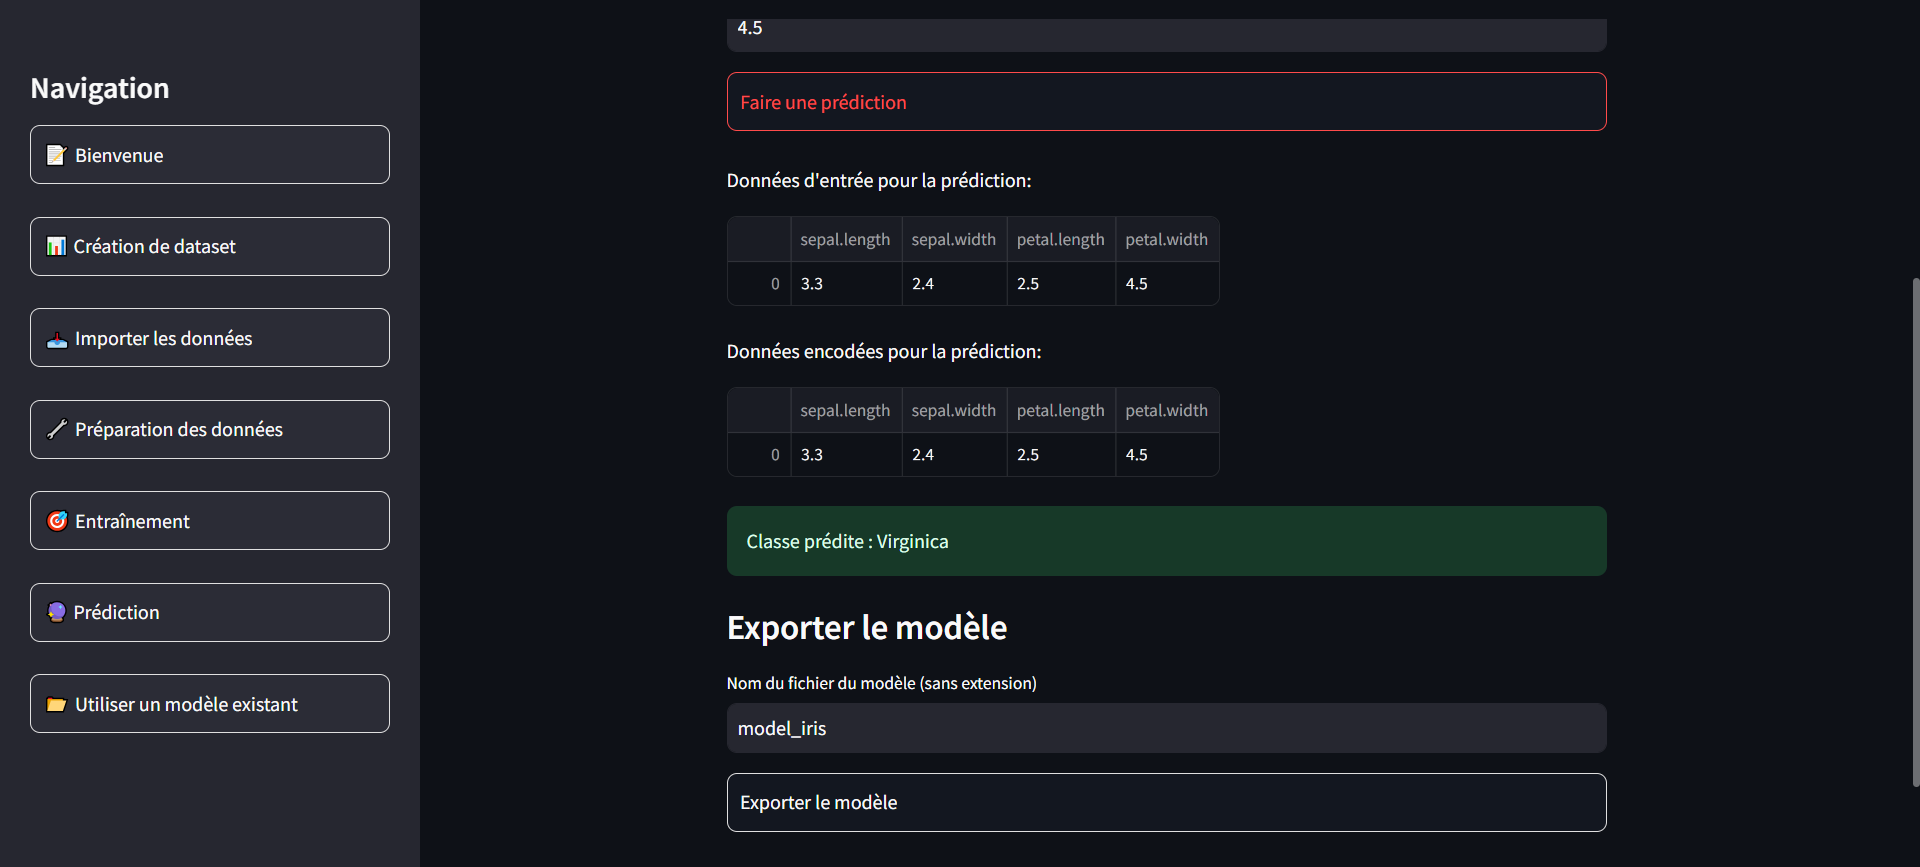 Navigation
Bienvenue
Création de dataset
Importer les données
Préparation des données
Entraînement
Prédiction
Utiliser un modèle existant
4.5
Faire une prédiction
Données d'entrée pour la prédiction:
sepal.length sepal.width petal.length petal.width
0 3.3 2.4 2.5 4.5
Données encodées pour la prédiction:
sepal.length sepal.width petal.length petal.width
0 3.3 2.4 2.5 4.5
Classe prédite : Virginica
Exporter le modèle
Nom du fichier du modèle (sans extension)
model_iris
Exporter le modèle